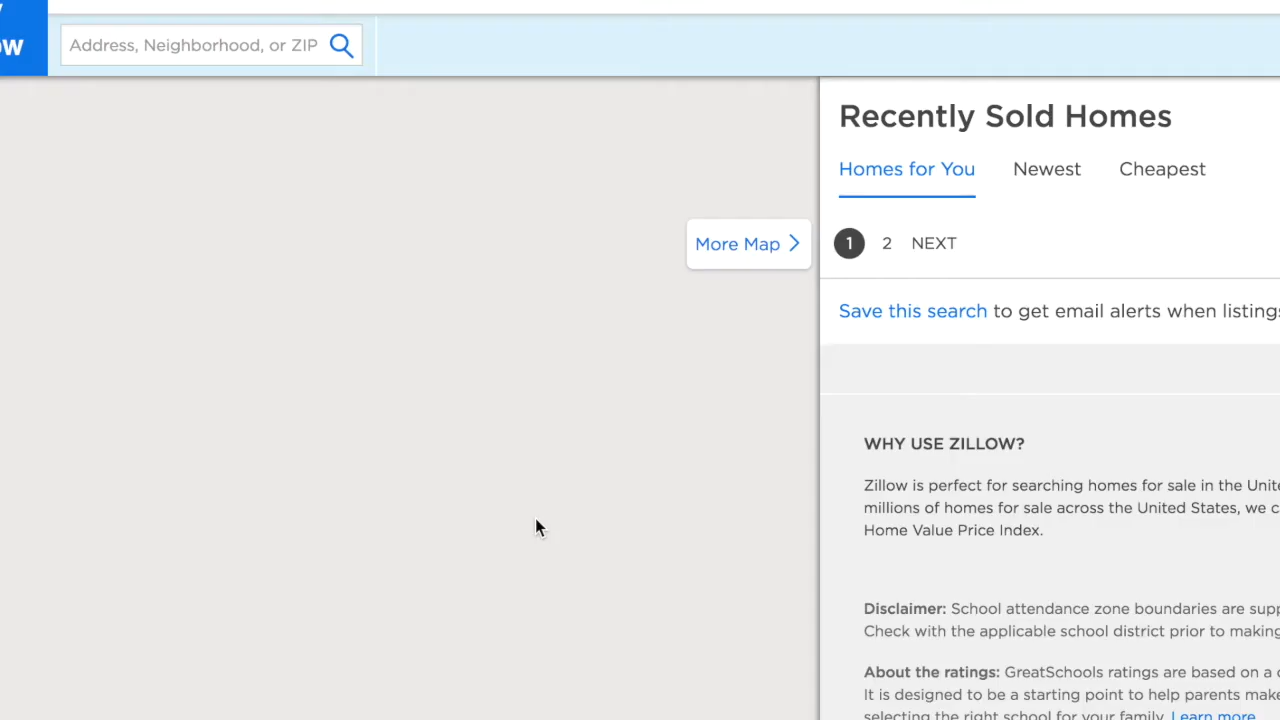 Address, Neighborhood, or ZIP
Recently Sold Homes
Homes for You Newest Cheapest
More Map
1 2 NEXT
Save this search to get email alerts when listings
WHY USE ZILLOW?
Zillow is perfect for searching homes for sale in the
millions of homes for sale across the United States, we
Home Value Price Index.
Disclaimer: School attendance zone boundaries are
Check with the applicable school district prior to making
About the ratings: GreatSchools ratings are based on a
It is designed to be a starting point to help parents
selecting the right school for your family. Learn more